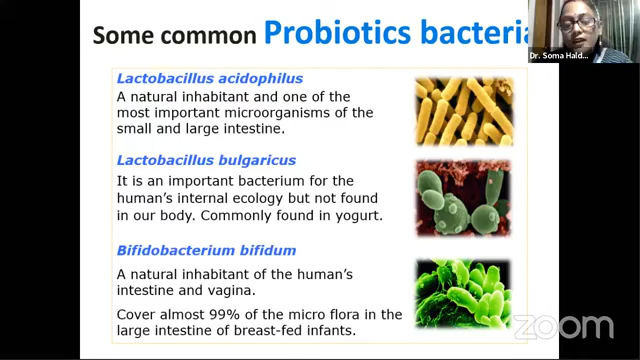 Some common Probiotics bacteria
Dr. Soma Hald...
Lactobacillus acidophilus
A natural inhabitant and one of the
most important microorganisms of the
small and large intestine.
Lactobacillus bulgaricus
It is an important bacterium for the
human's internal ecology but not found
in our body. Commonly found in yogurt.
Bifidobacterium bifidum
A natural inhabitant of the human's
intestine and vagina.
Cover almost 99% of the micro flora in the
large intestine of breast-fed infants.
zoom